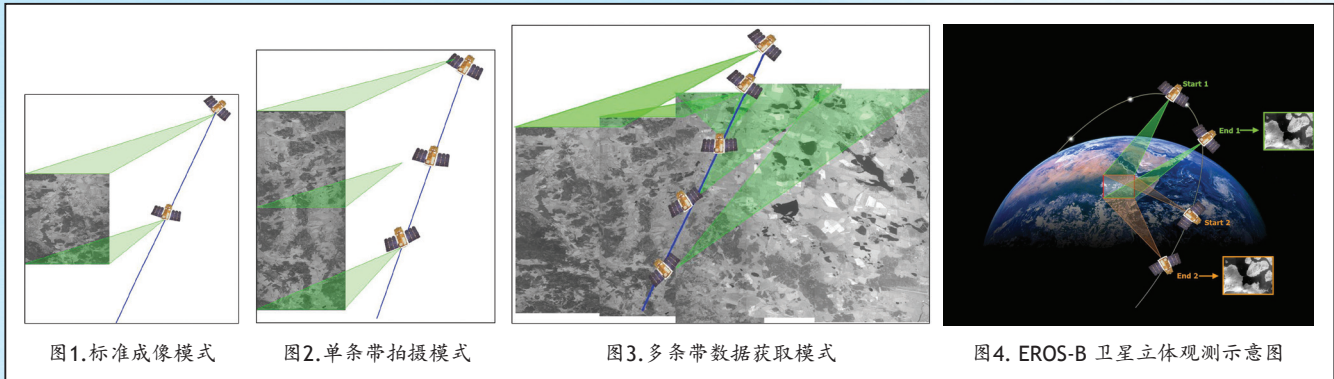 Start 1
End 1
Start 2
End 2
图1.标准成像模式
图2.单条带拍摄模式
图3.多条带数据获取模式
图4. EROS-B 卫星立体观测示意图